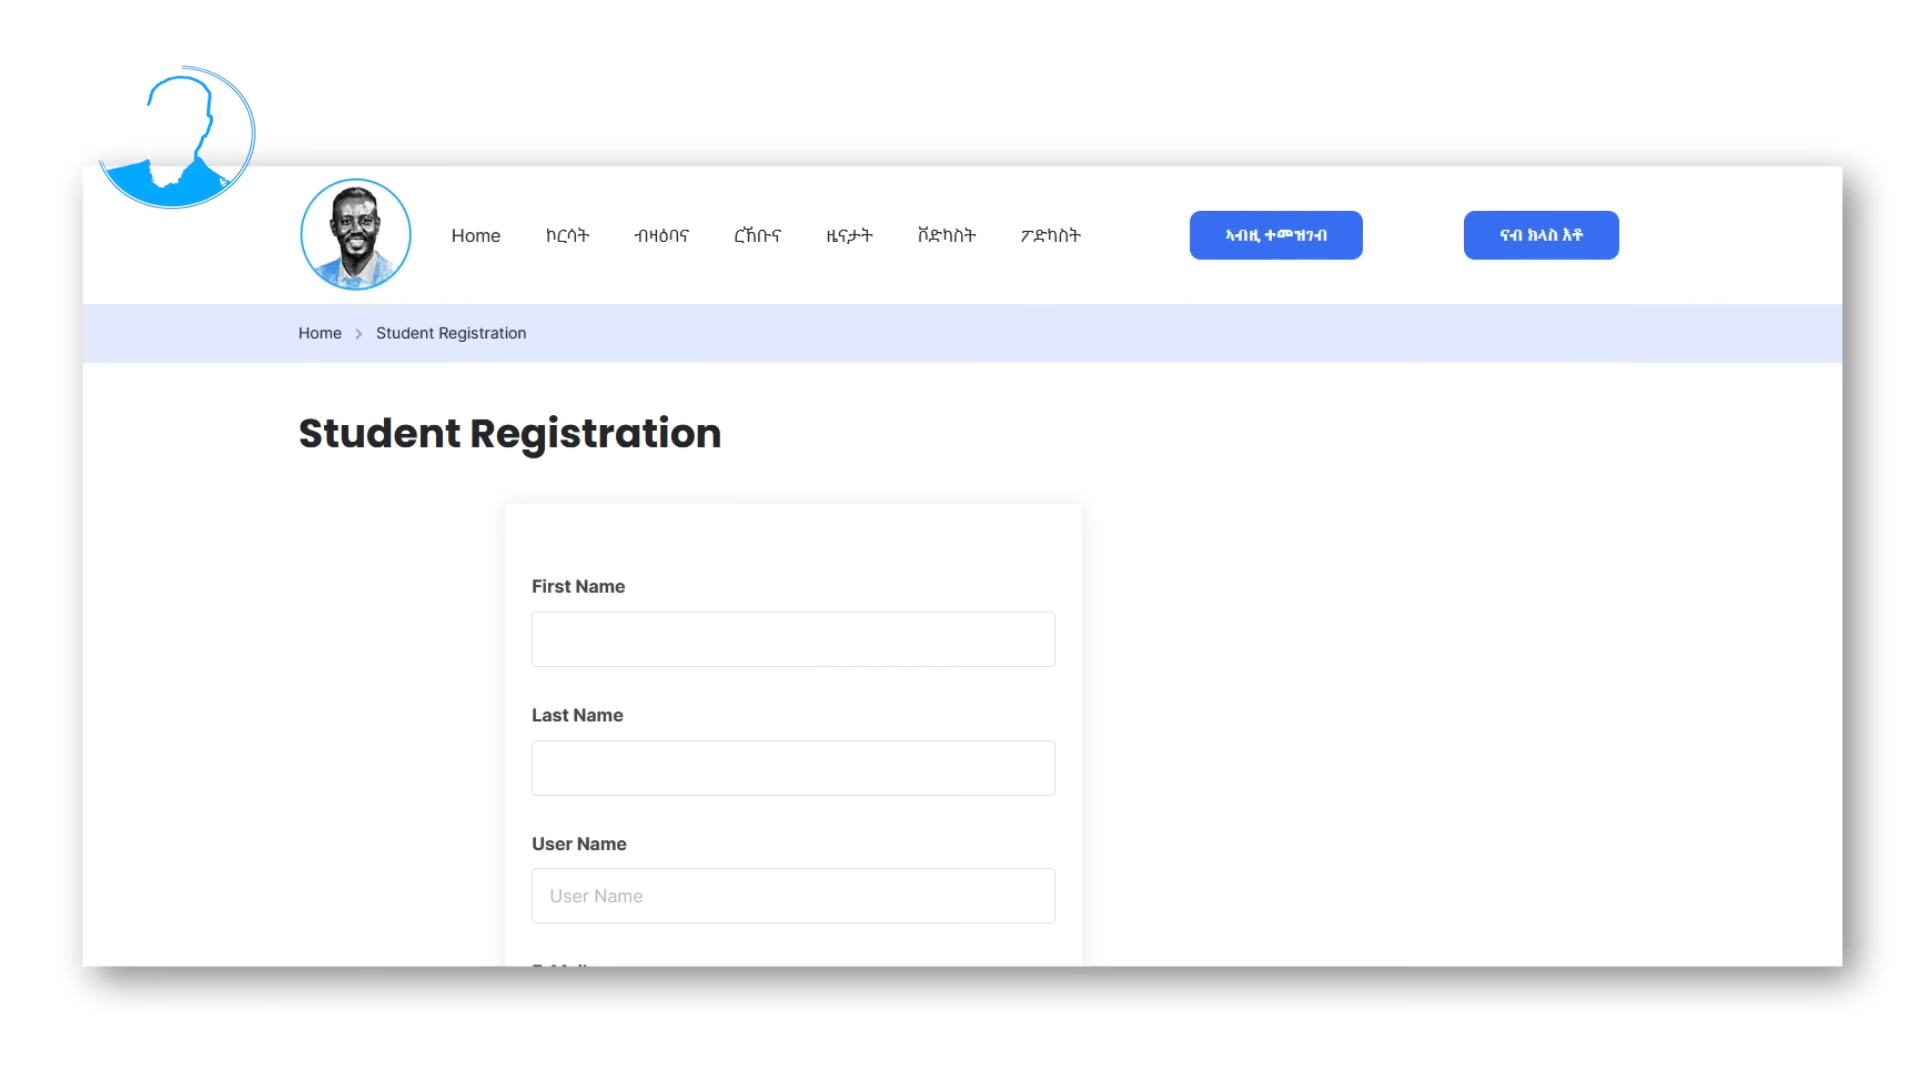 Home ኮርሳት ብዛዕባና ርኸቡና ዜናታት ቮድካስት ፖድካስት ኣብዚ ተመዝገብ ናብ ክላስ እቶ
Home > Student Registration
Student Registration
First Name
Last Name
User Name
User Name